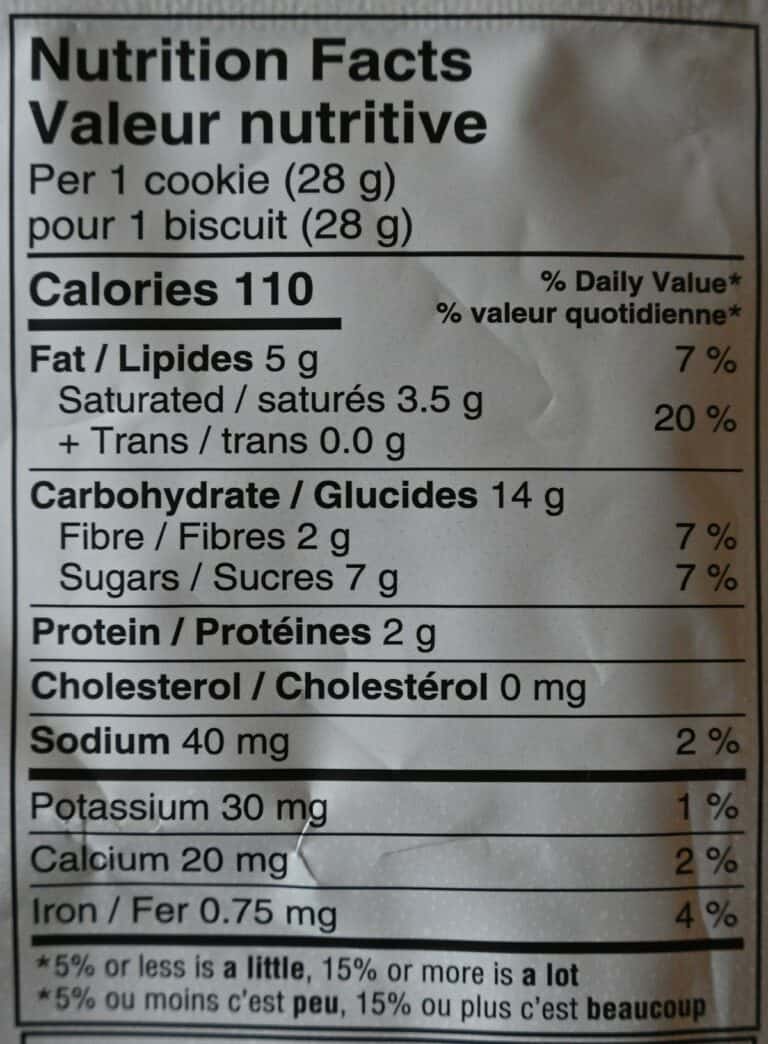 Nutrition Facts
Valeur nutritive
Per 1 cookie (28 g)
pour 1 biscuit (28 g)
Calories 110
% Daily Value*
% valeur quotidienne*
Fat / Lipides 5 g 7 %
Saturated / saturés 3.5 g
+ Trans / trans 0.0 g
20 %
Carbohydrate / Glucides 14 g
Fibre / Fibres 2 g 7 %
Sugars / Sucres 7 g 7 %
Protein / Protéines 2 g
Cholesterol / Cholestérol 0 mg
Sodium 40 mg 2 %
Potassium 30 mg 1 %
Calcium 20 mg 2 %
Iron / Fer 0.75 mg 4 %
*5% or less is a little, 15% or more is a lot
*5% ou moins c'est peu, 15% ou plus c'est beaucoup